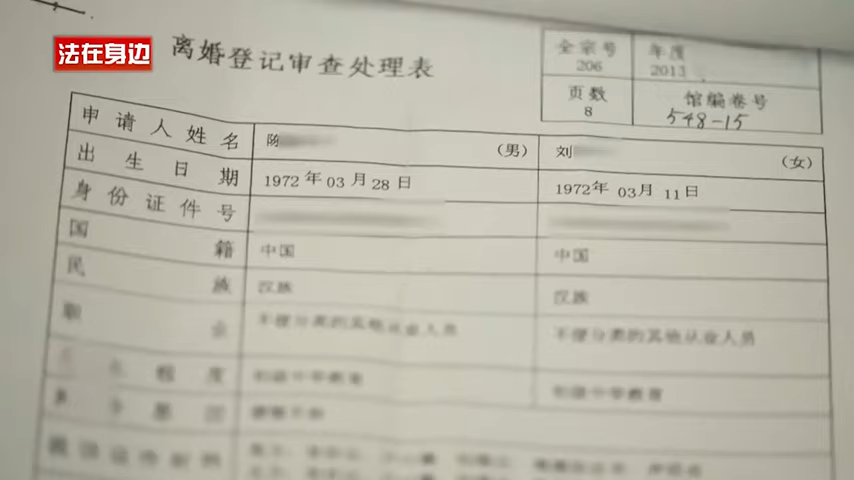 法在身边
离婚登记审查处理表
全宗号 年度
206 2013
页数 馆编卷号
8 548-15
申请人姓名 陈 (男) 刘 (女)
出生日期 1972年03月28日 1972年03月11日
身份证件号
国籍 中国 中国
民族 汉族 汉族
职业 不便分类的其他从业人员 不便分类的其他从业人员
程度 初级中等教育 初级中等教育